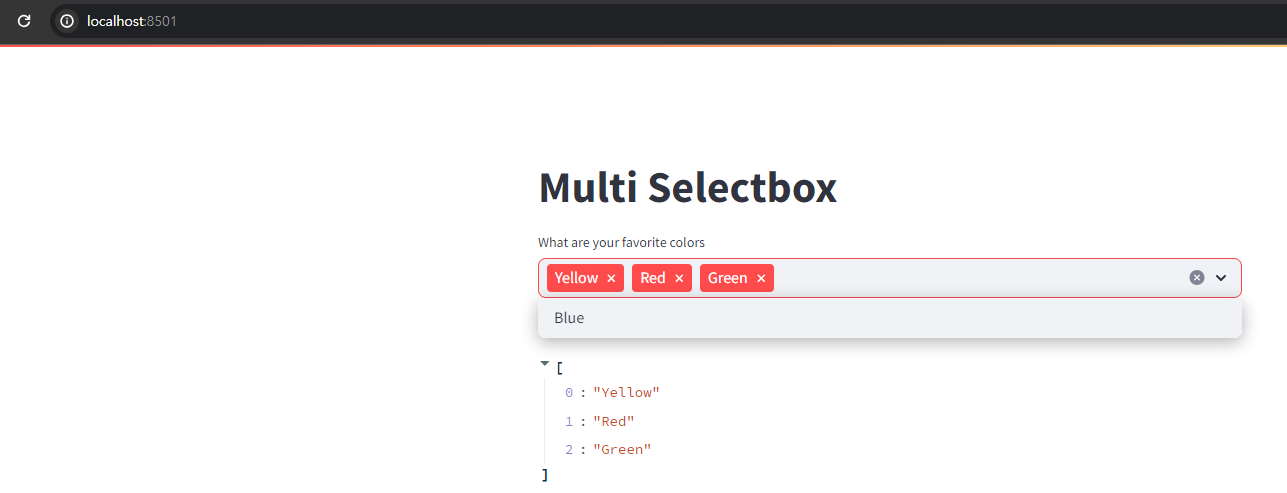 localhost:8501
Multi Selectbox
What are your favorite colors
Yellow × Red × Green ×
Blue
[
0 : "Yellow"
1 : "Red"
2 : "Green"
]